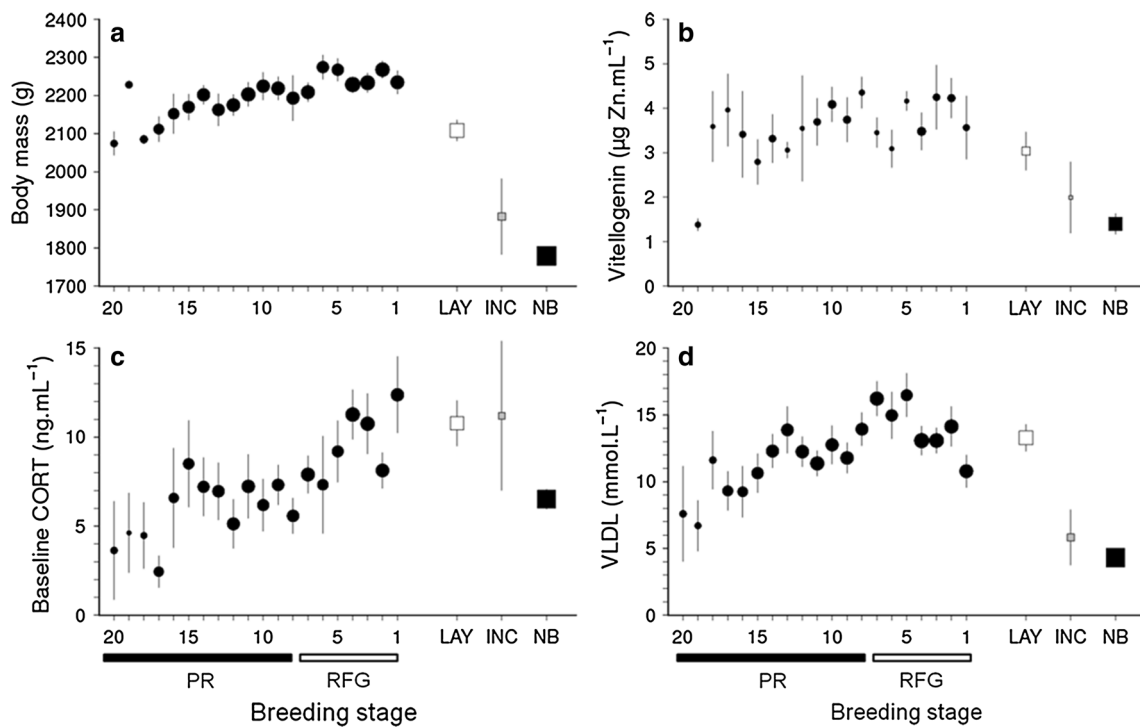 a
Body mass (g)
2400
2300
2200
2100
2000
1900
1800
1700
20 15 10 5 1 LAY INC NB
b
Vitellogenin (µg Zn.mL⁻¹)
6
5
4
3
2
1
0
20 15 10 5 1 LAY INC NB
c
Baseline CORT (ng.mL⁻¹)
15
10
5
0
20 15 10 5 1 LAY INC NB
PR RFG
Breeding stage
d
VLDL (mmol.L⁻¹)
20
15
10
5
0
20 15 10 5 1 LAY INC NB
PR RFG
Breeding stage